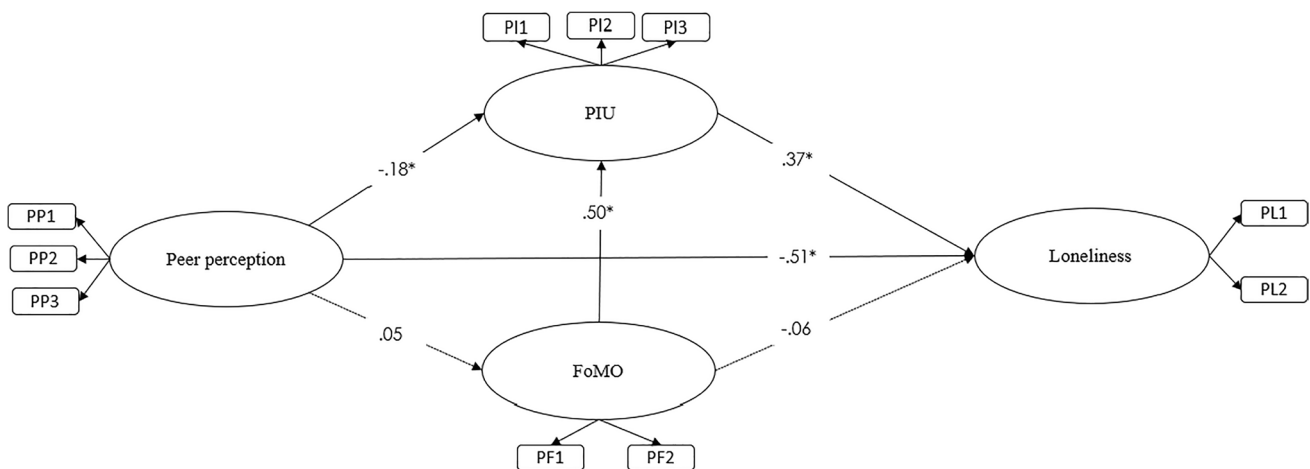 PI1 PI2 PI3
PIU
-.18*
.37*
.50*
PP1
PP2
PP3
Peer perception
-.51*
Loneliness
PL1
PL2
.05
-.06
FoMO
PF1 PF2